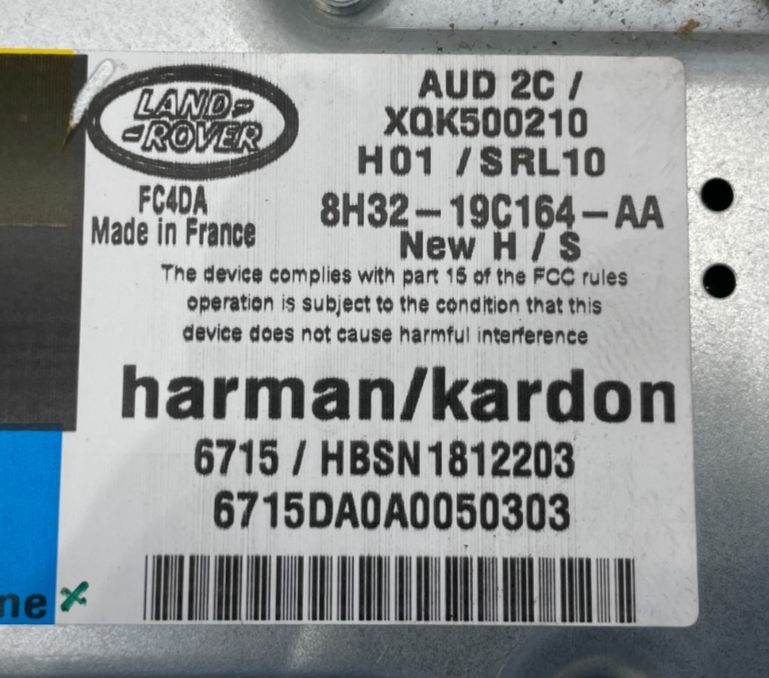 LAND-
-ROVER
AUD 2C /
XQK500210
H01 / SRL10
FC4DA
Made in France
8H32-19C164-AA
New H / S
The device complies with part 15 of the FCC rules
operation is subject to the condition that this
device does not cause harmful interference
harman/kardon
6715 / HBSN1812203
6715DA0A0050303
ne